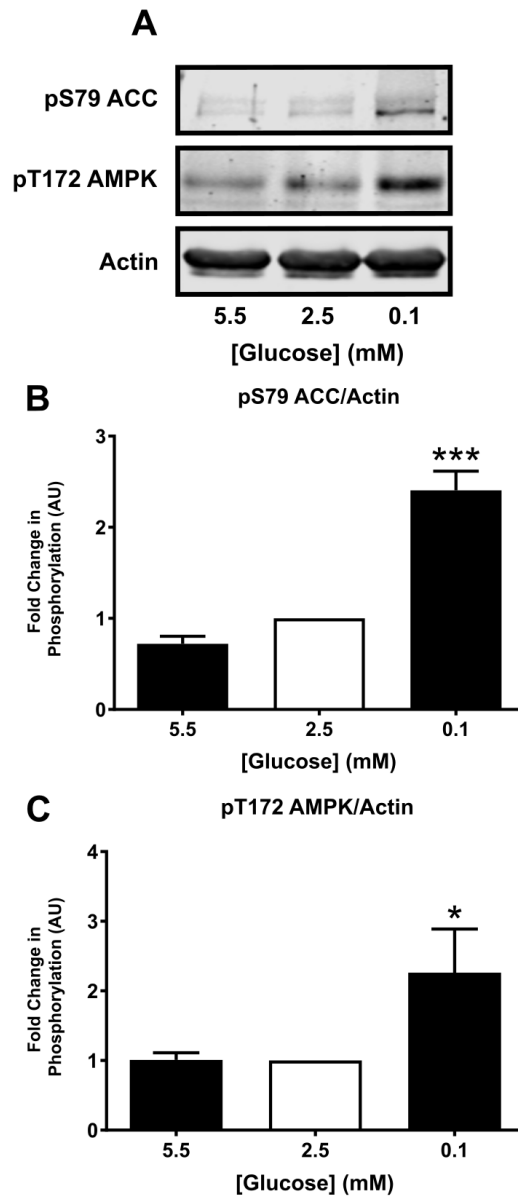 A
pS79 ACC
pT172 AMPK
Actin
5.5 2.5 0.1
[Glucose] (mM)
B
pS79 ACC/Actin
Fold Change in
Phosphorylation (AU)
3
2
1
0
***
5.5 2.5 0.1
[Glucose] (mM)
C
pT172 AMPK/Actin
Fold Change in
Phosphorylation (AU)
4
3
2
1
0
*
5.5 2.5 0.1
[Glucose] (mM)